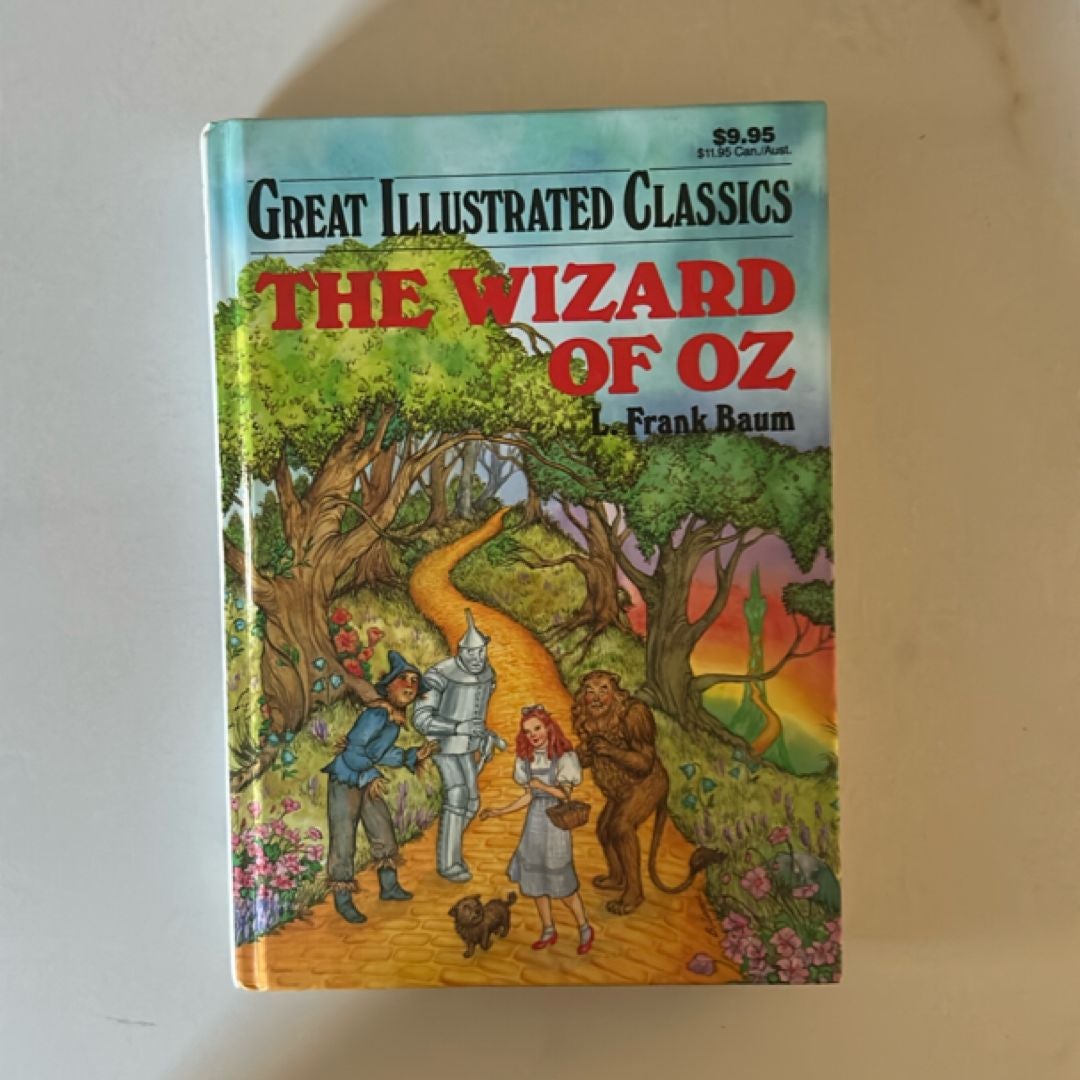 $9.95
$11.95 Can./Aust.
GREAT ILLUSTRATED CLASSICS
THE WIZARD
OF OZ
L. Frank Baum